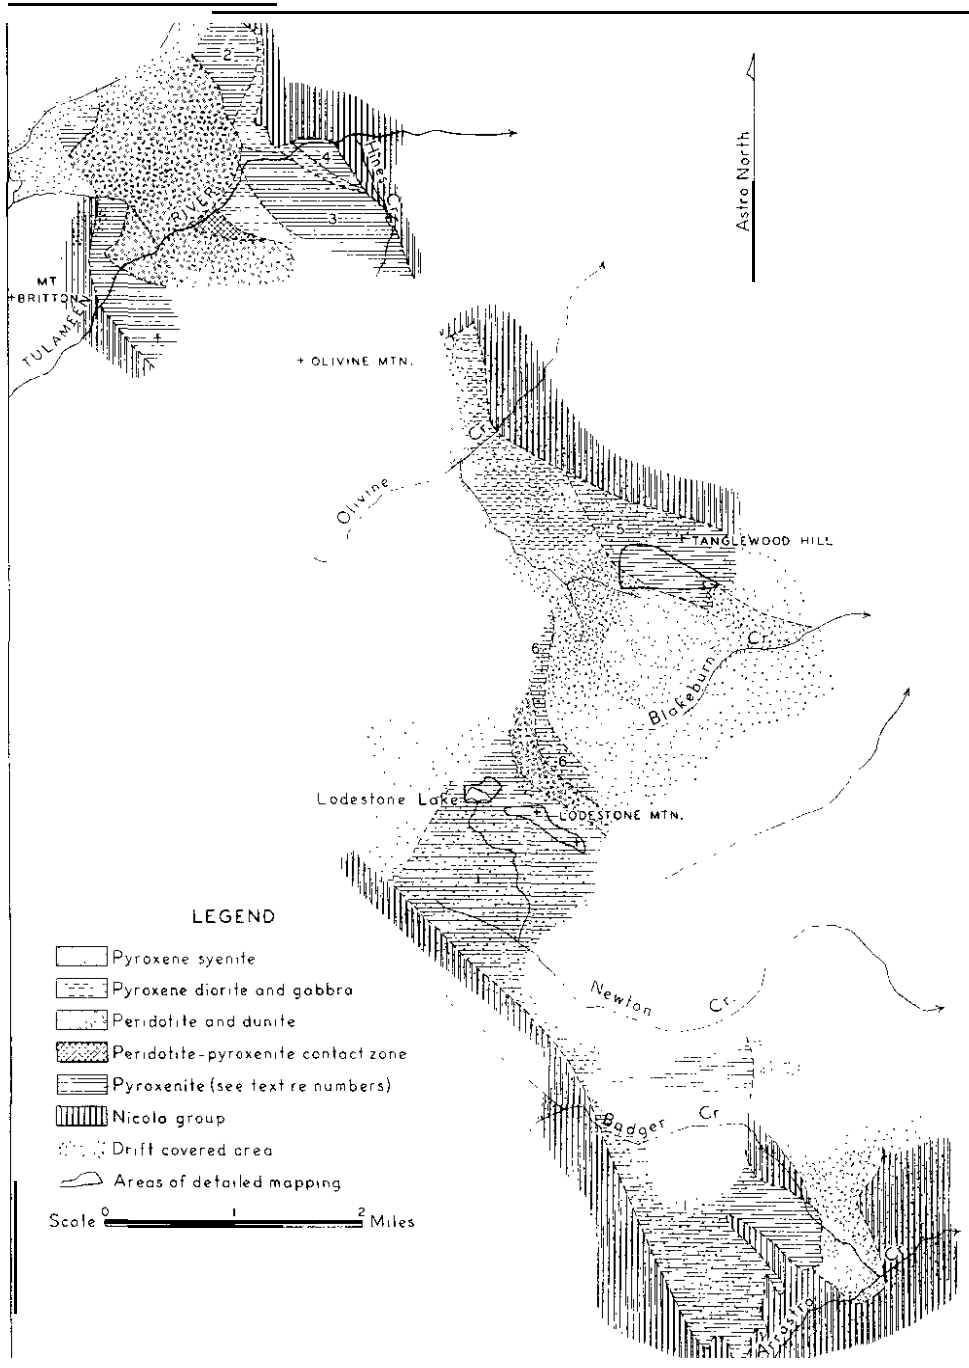 2
4
Hines Cr.
3
RIVER
Astro North
MT
+BRITTON
TULAMEEN
+ OLIVINE MTN.
Olivine Cr.
5
+TANGLEWOOD HILL
Blakeburn Cr.
6
6
Lodestone Lake
+ LODESTONE MTN.
1
LEGEND
Pyroxene syenite
Pyroxene diorite and gabbro
Peridotite and dunite
Peridotite-pyroxenite contact zone
Pyroxenite (see text re numbers)
Nicola group
Drift covered area
Areas of detailed mapping
Scale 0 1 2 Miles
Newton Cr.
Badger Cr
Arrastra Cr.